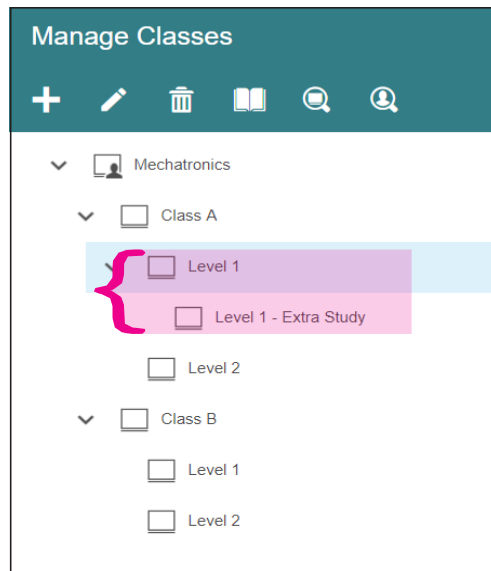 Manage Classes
Mechatronics
Class A
Level 1
Level 1 - Extra Study
Level 2
Class B
Level 1
Level 2